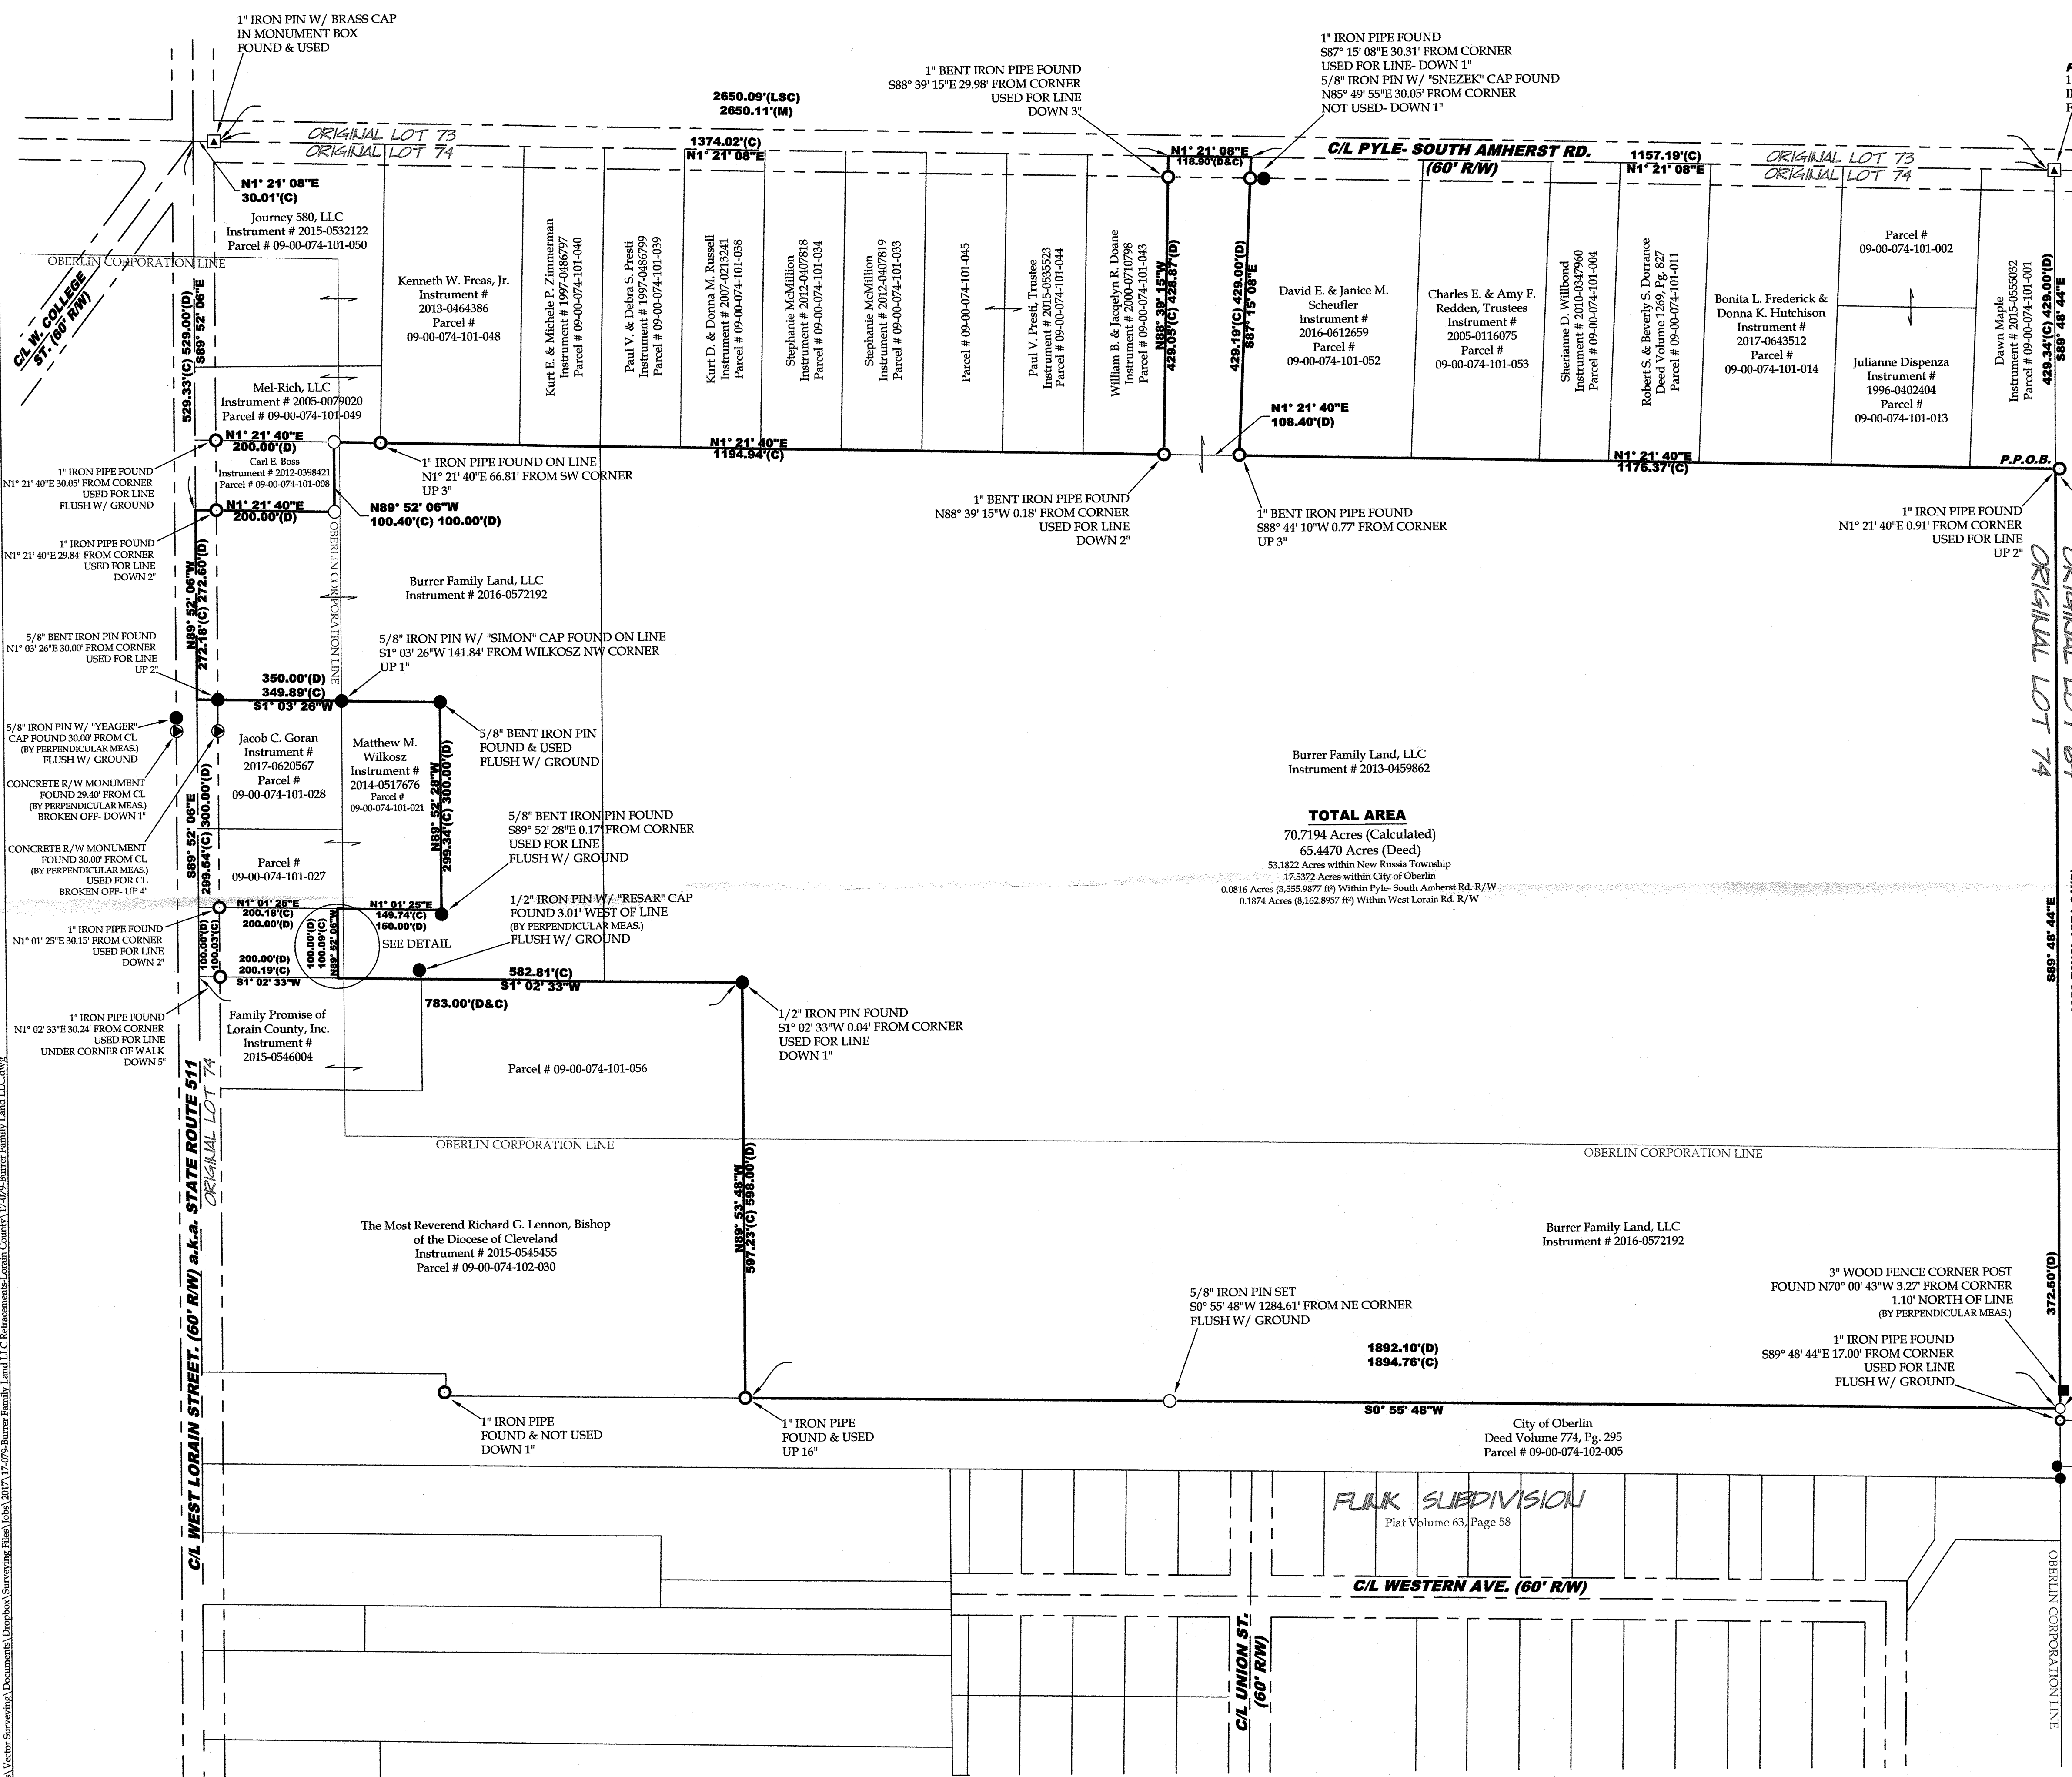 1" IRON PIN W/ BRASS CAP
IN MONUMENT BOX
FOUND & USED
2650.09'(LSC)
2650.11'(M)
1" BENT IRON PIPE FOUND
S88° 39' 15"E 29.98' FROM CORNER
USED FOR LINE
DOWN 3"
1" IRON PIPE FOUND
S87° 15' 08"E 30.31' FROM CORNER
USED FOR LINE- DOWN 1"
5/8" IRON PIN W/ "SNEZEK" CAP FOUND
N85° 49' 55"E 30.05' FROM CORNER
NOT USED- DOWN 1"
ORIGINAL LOT 73
ORIGINAL LOT 74
1374.02'(C)
N1° 21' 08"E
N1° 21' 08"E
118.90'(D&C)
C/L PYLE- SOUTH AMHERST RD.
(60' R/W)
1157.19'(C)
N1° 21' 08"E
ORIGINAL LOT 73
ORIGINAL LOT 74
N1° 21' 08"E
30.01'(C)
Journey 580, LLC
Instrument # 2015-0532122
Parcel # 09-00-074-101-050
OBERLIN CORPORATION LINE
C/L W. COLLEGE
ST. (60' R/W)
529.33'(C) 529.00'(D)
S89° 52' 06"E
Kenneth W. Freas, Jr.
Instrument #
2013-0464386
Parcel #
09-00-074-101-048
Kurt E. & Michele P. Zimmerman
Instrument # 1997-0486797
Parcel # 09-00-074-101-040
Paul V. & Debra S. Presti
Instrument # 1997-0486799
Parcel # 09-00-074-101-039
Kurt D. & Donna M. Russell
Instrument # 2007-0213241
Parcel # 09-00-074-101-038
Stephanie McMillion
Instrument # 2012-0407818
Parcel # 09-00-074-101-034
Stephanie McMillion
Instrument # 2012-0407819
Parcel # 09-00-074-101-033
Parcel # 09-00-074-101-045
Paul V. Presti, Trustee
Instrument # 2015-0535523
Parcel # 09-00-074-101-044
William B. & Jacqelyn R. Doane
Instrument # 2000-0710798
Parcel # 09-00-074-101-043
N88° 39' 15"W
429.05'(C) 428.87'(D)
429.19'(C) 429.00'(D)
S87° 15' 08"E
David E. & Janice M.
Scheufler
Instrument #
2016-0612659
Parcel #
09-00-074-101-052
Charles E. & Amy F.
Redden, Trustees
Instrument #
2005-0116075
Parcel #
09-00-074-101-053
Sherianne D. Willbond
Instrument # 2010-0347960
Parcel # 09-00-074-101-004
Robert S. & Beverly S. Dorrance
Deed Volume 1269, Pg. 827
Parcel # 09-00-074-101-011
Bonita L. Frederick &
Donna K. Hutchison
Instrument #
2017-0643512
Parcel #
09-00-074-101-014
Parcel #
09-00-074-101-002
Julianne Dispenza
Instrument #
1996-0402404
Parcel #
09-00-074-101-013
Dawn Maple
Instrument # 2015-0555032
Parcel # 09-00-074-101-001
429.34'(C) 429.00'(D)
S89° 48' 44"E
Mel-Rich, LLC
Instrument # 2005-0079020
Parcel # 09-00-074-101-049
N1° 21' 40"E
200.00'(D)
Carl E. Boss
Instrument # 2012-0398421
Parcel # 09-00-074-101-008
N1° 21' 40"E
200.00'(D)
1" IRON PIPE FOUND
N1° 21' 40"E 30.05' FROM CORNER
USED FOR LINE
FLUSH W/ GROUND
1" IRON PIPE FOUND
N1° 21' 40"E 29.84' FROM CORNER
USED FOR LINE
DOWN 2"
1" IRON PIPE FOUND ON LINE
N1° 21' 40"E 66.81' FROM SW CORNER
UP 3"
N89° 52' 06"W
100.40'(C) 100.00'(D)
N1° 21' 40"E
1194.94'(C)
N1° 21' 40"E
108.40'(D)
N1° 21' 40"E
1176.37'(C)
P.P.O.B.
1" BENT IRON PIPE FOUND
N88° 39' 15"W 0.18' FROM CORNER
USED FOR LINE
DOWN 2"
1" BENT IRON PIPE FOUND
S88° 44' 10"W 0.77' FROM CORNER
UP 3"
1" IRON PIPE FOUND
N1° 21' 40"E 0.91' FROM CORNER
USED FOR LINE
UP 2"
ORIGINAL LOT 74
OBERLIN CORPORATION LINE
N89° 52' 06"W
272.18'(C) 272.60'(D)
Burrer Family Land, LLC
Instrument # 2016-0572192
5/8" BENT IRON PIN FOUND
N1° 03' 26"E 30.00' FROM CORNER
USED FOR LINE
UP 2"
5/8" IRON PIN W/ "SIMON" CAP FOUND ON LINE
S1° 03' 26"W 141.84' FROM WILKOSZ NW CORNER
UP 1"
350.00'(D)
349.89'(C)
S1° 03' 26"W
5/8" IRON PIN W/ "YEAGER"
CAP FOUND 30.00' FROM CL
(BY PERPENDICULAR MEAS.)
FLUSH W/ GROUND
CONCRETE R/W MONUMENT
FOUND 29.40' FROM CL
(BY PERPENDICULAR MEAS.)
BROKEN OFF- DOWN 1"
CONCRETE R/W MONUMENT
FOUND 30.00' FROM CL
(BY PERPENDICULAR MEAS.)
USED FOR CL
BROKEN OFF- UP 4"
Jacob C. Goran
Instrument #
2017-0620567
Parcel #
09-00-074-101-028
Matthew M.
Wilkosz
Instrument #
2014-0517676
Parcel #
09-00-074-101-021
5/8" BENT IRON PIN
FOUND & USED
FLUSH W/ GROUND
N89° 52' 28"W
299.34'(C) 300.00'(D)
S89° 52' 06"E
299.54'(C) 300.00'(D)
5/8" BENT IRON PIN FOUND
S89° 52' 28"E 0.17' FROM CORNER
USED FOR LINE
FLUSH W/ GROUND
Parcel #
09-00-074-101-027
1/2" IRON PIN W/ "RESAR" CAP
FOUND 3.01' WEST OF LINE
(BY PERPENDICULAR MEAS.)
FLUSH W/ GROUND
Burrer Family Land, LLC
Instrument # 2013-0459862
TOTAL AREA
70.7194 Acres (Calculated)
65.4470 Acres (Deed)
53.1822 Acres within New Russia Township
17.5372 Acres within City of Oberlin
0.0816 Acres (3,555.9877 ft²) Within Pyle- South Amherst Rd. R/W
0.1874 Acres (8,162.8957 ft²) Within West Lorain Rd. R/W
S89° 48' 44"E
N1° 01' 25"E
200.18'(C)
200.00'(D)
N1° 01' 25"E
149.74'(C)
150.00'(D)
SEE DETAIL
100.00'(D)
100.03'(C)
100.00'(D)
100.09'(C)
N89° 52' 06"W
200.00'(D)
200.19'(C)
S1° 02' 33"W
1" IRON PIPE FOUND
N1° 01' 25"E 30.15' FROM CORNER
USED FOR LINE
DOWN 2"
582.81'(C)
S1° 02' 33"W
783.00'(D&C)
1" IRON PIPE FOUND
N1° 02' 33"E 30.24' FROM CORNER
USED FOR LINE
UNDER CORNER OF WALK
DOWN 5"
Family Promise of
Lorain County, Inc.
Instrument #
2015-0546004
Parcel # 09-00-074-101-056
1/2" IRON PIN FOUND
S1° 02' 33"W 0.04' FROM CORNER
USED FOR LINE
DOWN 1"
OBERLIN CORPORATION LINE
OBERLIN CORPORATION LINE
C/L WEST LORAIN STREET. (60' R/W) a.k.a. STATE ROUTE 511
ORIGINAL LOT 74
N89° 53' 48"W
597.23'(C) 598.00'(D)
The Most Reverend Richard G. Lennon, Bishop
of the Diocese of Cleveland
Instrument # 2015-0545455
Parcel # 09-00-074-102-030
Burrer Family Land, LLC
Instrument # 2016-0572192
372.50'(D)
3" WOOD FENCE CORNER POST
FOUND N70° 00' 43"W 3.27' FROM CORNER
1.10' NORTH OF LINE
(BY PERPENDICULAR MEAS.)
1" IRON PIPE FOUND
S89° 48' 44"E 17.00' FROM CORNER
USED FOR LINE
FLUSH W/ GROUND
5/8" IRON PIN SET
S0° 55' 48"W 1284.61' FROM NE CORNER
FLUSH W/ GROUND
1892.10'(D)
1894.76'(C)
S0° 55' 48"W
1" IRON PIPE
FOUND & NOT USED
DOWN 1"
1" IRON PIPE
FOUND & USED
UP 16"
City of Oberlin
Deed Volume 774, Pg. 295
Parcel # 09-00-074-102-005
FLINK SUBDIVISION
Plat Volume 63, Page 58
C/L WESTERN AVE. (60' R/W)
C/L UNION ST.
(60' R/W)
OBERLIN CORPORATION LINE
Vector Surveying\Documents\Dropbox\Surveying Files\Jobs\2017\17-079-Burrer Family Land LLC Retracements-Lorain County\17-079-Burrer Family Land LLC.dwg